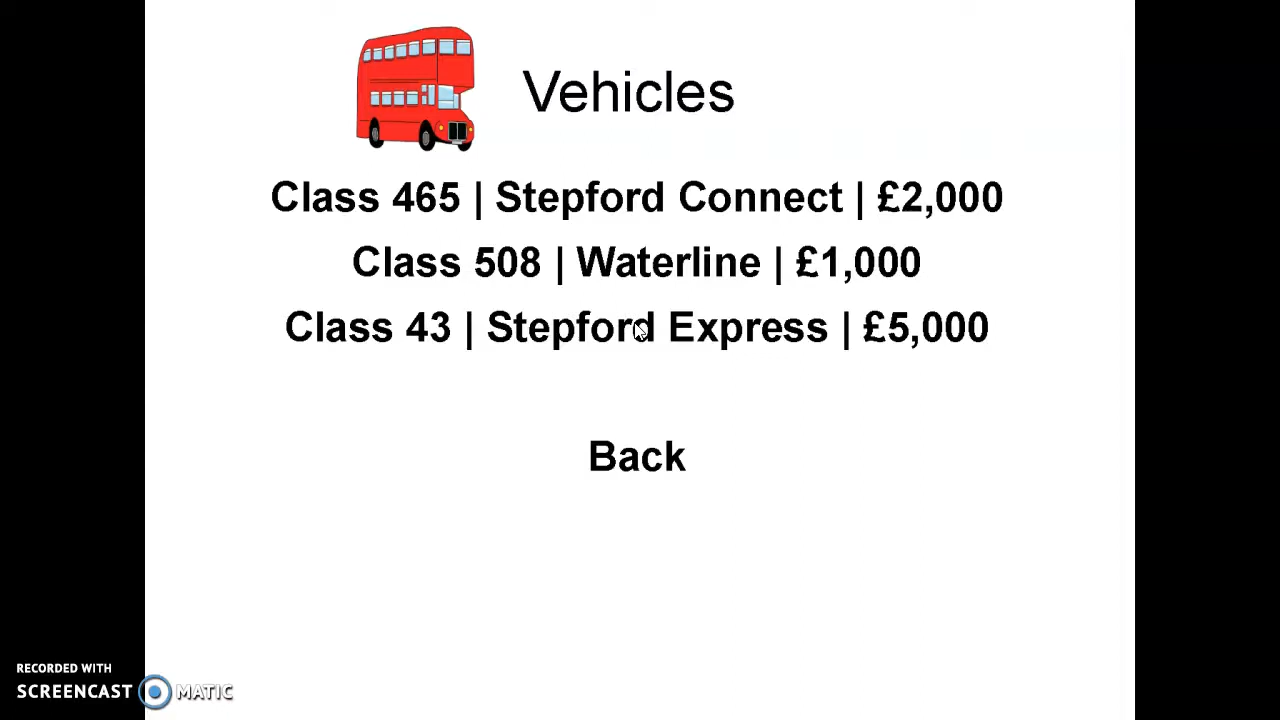 Vehicles
Class 465 | Stepford Connect | £2,000
Class 508 | Waterline | £1,000
Class 43 | Stepford Express | £5,000
Back
RECORDED WITH
SCREENCAST MATIC